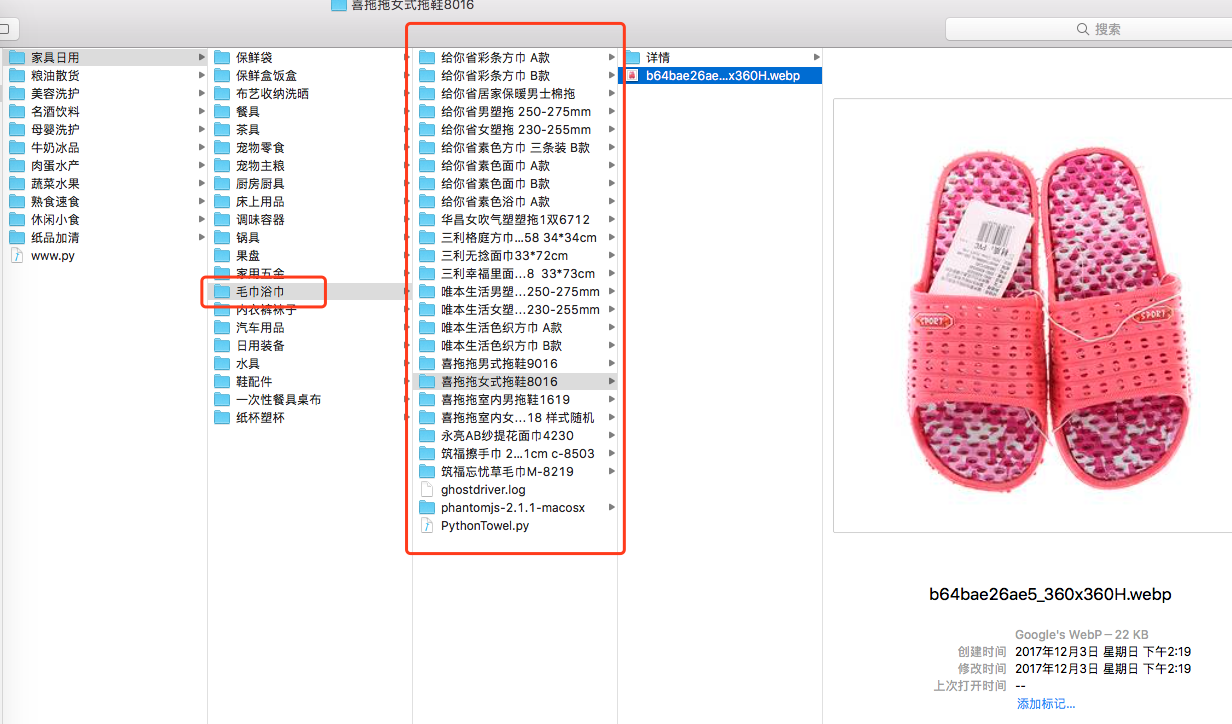 喜拖拖女式拖鞋8016
搜索
家具日用
粮油散货
美容洗护
名酒饮料
母婴洗护
牛奶冰品
肉蛋水产
蔬菜水果
熟食速食
休闲小食
纸品加清
www.py
保鲜袋
保鲜盒饭盒
布艺收纳洗晒
餐具
茶具
宠物零食
宠物主粮
厨房厨具
床上用品
调味容器
锅具
果盘
家用五金
毛巾浴巾
内衣裤袜子
汽车用品
日用装备
水具
鞋配件
一次性餐具桌布
纸杯塑杯
给你省彩条方巾 A款
给你省彩条方巾 B款
给你省居家保暖男士棉拖
给你省男塑拖 250-275mm
给你省女塑拖 230-255mm
给你省素色方巾 三条装 B款
给你省素色面巾 A款
给你省素色面巾 B款
给你省素色浴巾 A款
华昌女吹气塑塑拖1双6712
三利格庭方巾...58 34*34cm
三利无捻面巾33*72cm
三利幸福里面...8 33*73cm
唯本生活男塑...250-275mm
唯本生活女塑...230-255mm
唯本生活色织方巾 A款
唯本生活色织方巾 B款
喜拖拖男式拖鞋9016
喜拖拖女式拖鞋8016
喜拖拖室内男拖鞋1619
喜拖拖室内女...18 样式随机
永亮AB纱提花面巾4230
筑福擦手巾 2...1cm c-8503
筑福忘忧草毛巾M-8219
ghostdriver.log
phantomjs-2.1.1-macosx
PythonTowel.py
详情
b64bae26ae...x360H.webp
SPORT
SPORT
b64bae26ae5_360x360H.webp
Google's WebP – 22 KB
创建时间 2017年12月3日 星期日 下午2:19
修改时间 2017年12月3日 星期日 下午2:19
上次打开时间 --
添加标记...